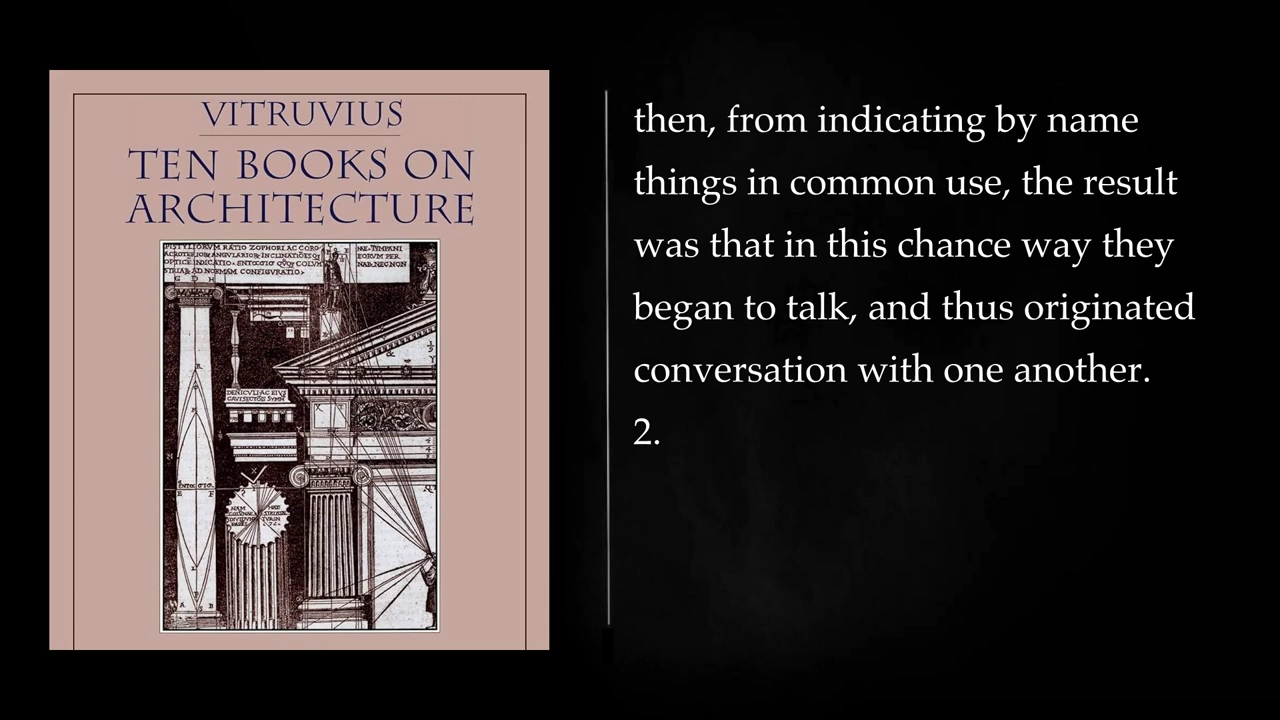 VITRUVIUS
TEN BOOKS ON
ARCHITECTURE
then, from indicating by name
things in common use, the result
was that in this chance way they
began to talk, and thus originated
conversation with one another.
2.